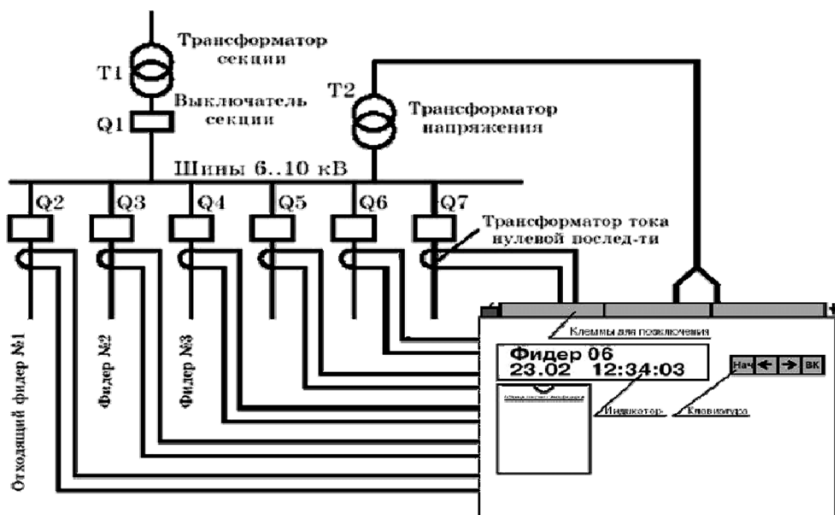 Трансформатор
секции
T1
Выключатель
секции
Q1
T2
Трансформатор
напряжения
Шины 6..10 кВ
Q2
Q3
Q4
Q5
Q6
Q7
Трансформатор тока
нулевой послед-ти
Отходящий фидер №1
Фидер №2
Фидер №3
Клеммы для подключения
Фидер 06
23.02 12:34:03
Нач
ВК
Индикатор
Клавиатура